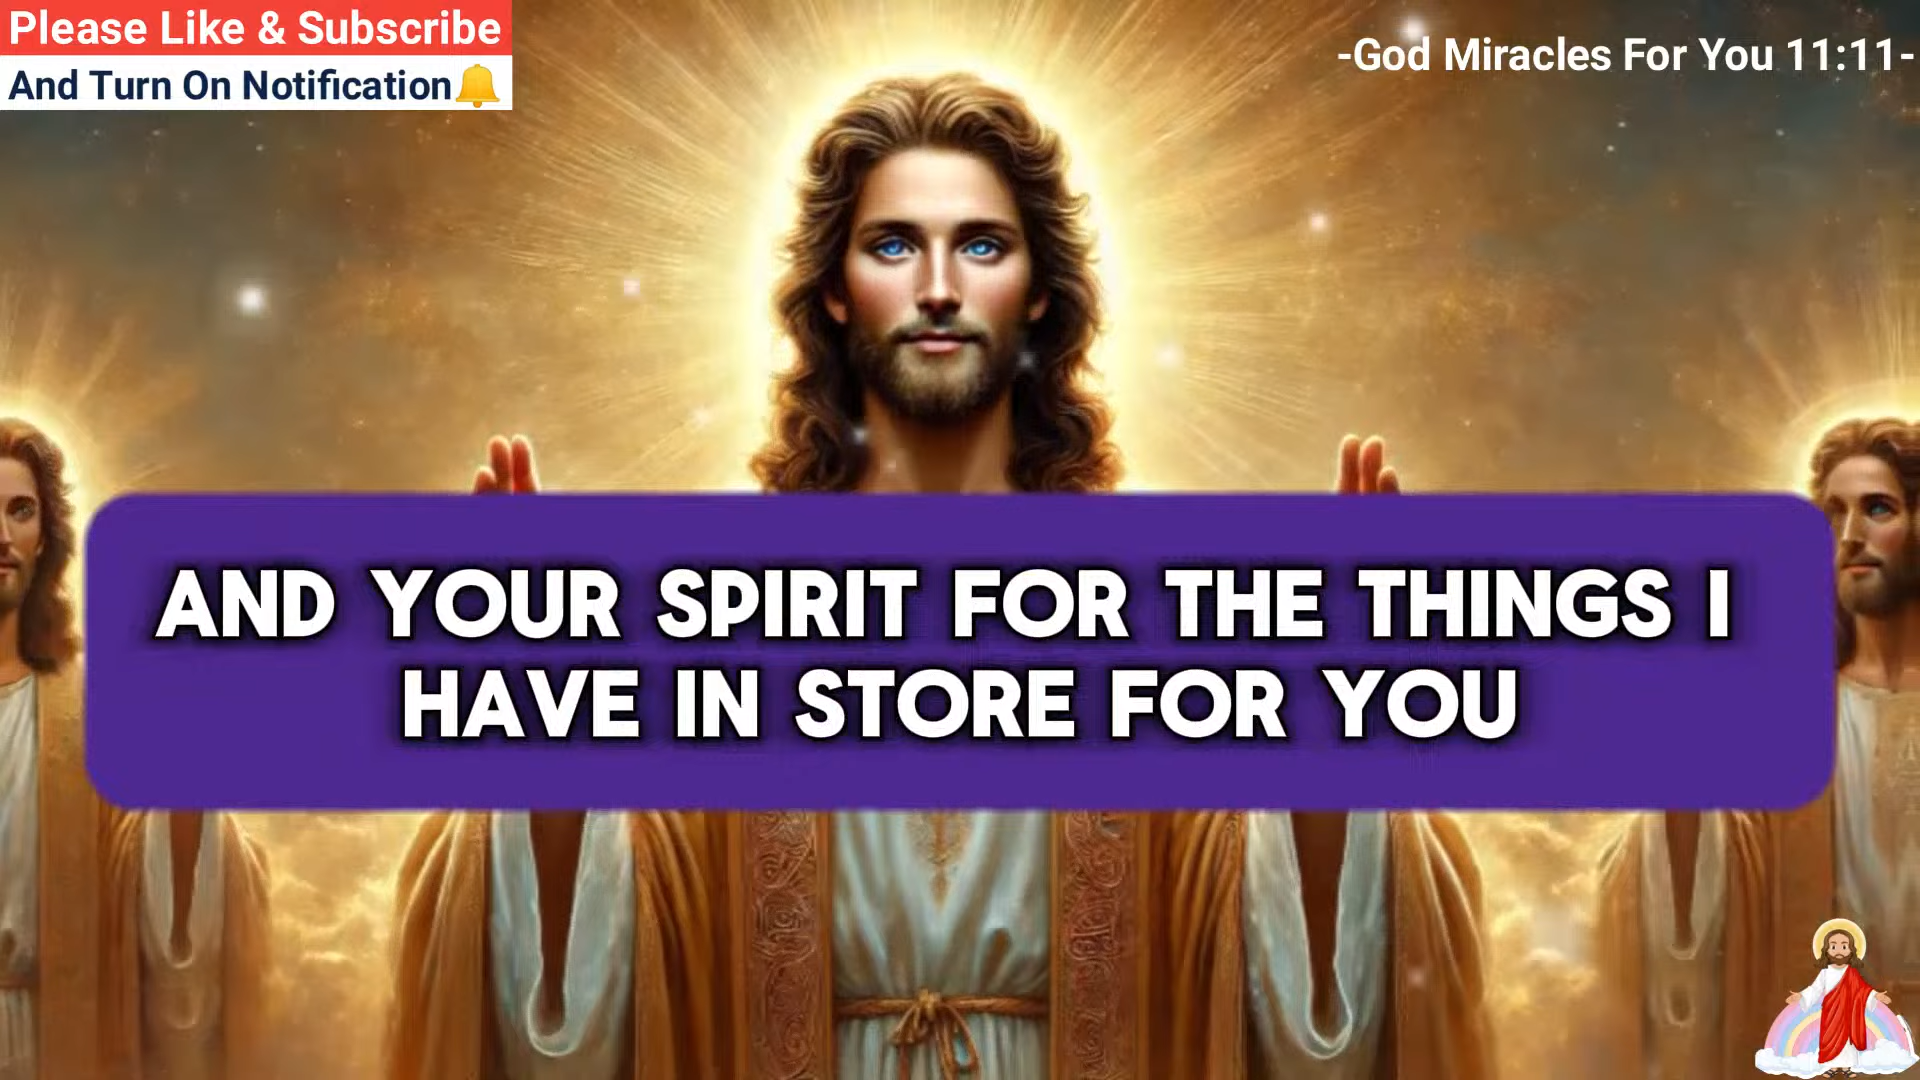 Please Like & Subscribe
And Turn On Notification🔔
-God Miracles For You 11:11-
AND YOUR SPIRIT FOR THE THINGS I
HAVE IN STORE FOR YOU